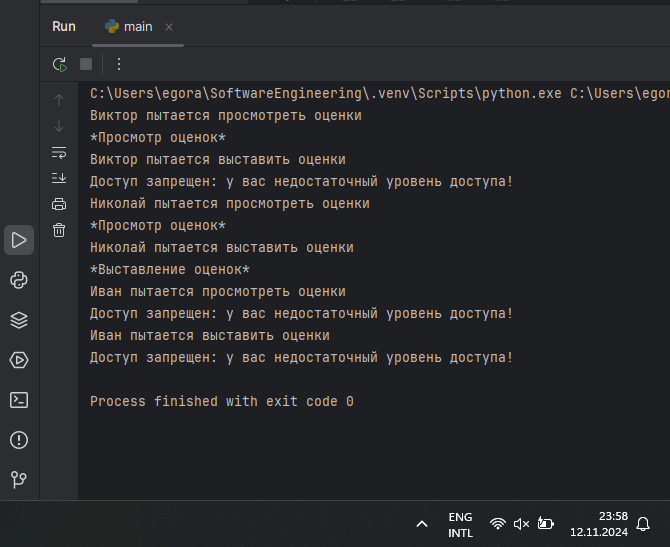 Run
main
C:\Users\egora\SoftwareEngineering\.venv\Scripts\python.exe C:\Users\egor
Виктор пытается просмотреть оценки
*Просмотр оценок*
Виктор пытается выставить оценки
Доступ запрещен: у вас недостаточный уровень доступа!
Николай пытается просмотреть оценки
*Просмотр оценок*
Николай пытается выставить оценки
*Выставление оценок*
Иван пытается просмотреть оценки
Доступ запрещен: у вас недостаточный уровень доступа!
Иван пытается выставить оценки
Доступ запрещен: у вас недостаточный уровень доступа!
Process finished with exit code 0
ENG
INTL
23:58
12.11.2024